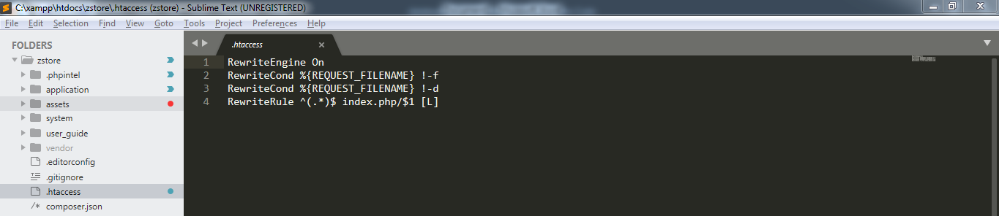 C:\xampp\htdocs\zstore\.htaccess (zstore) - Sublime Text (UNREGISTERED)
File Edit Selection Find View Goto Tools Project Preferences Help
FOLDERS
zstore
.phpintel
application
assets
system
user_guide
vendor
.editorconfig
.gitignore
.htaccess
/* composer.json
.htaccess ×
1 RewriteEngine On
2 RewriteCond %{REQUEST_FILENAME} !-f
3 RewriteCond %{REQUEST_FILENAME} !-d
4 RewriteRule ^(.*)$ index.php/$1 [L]